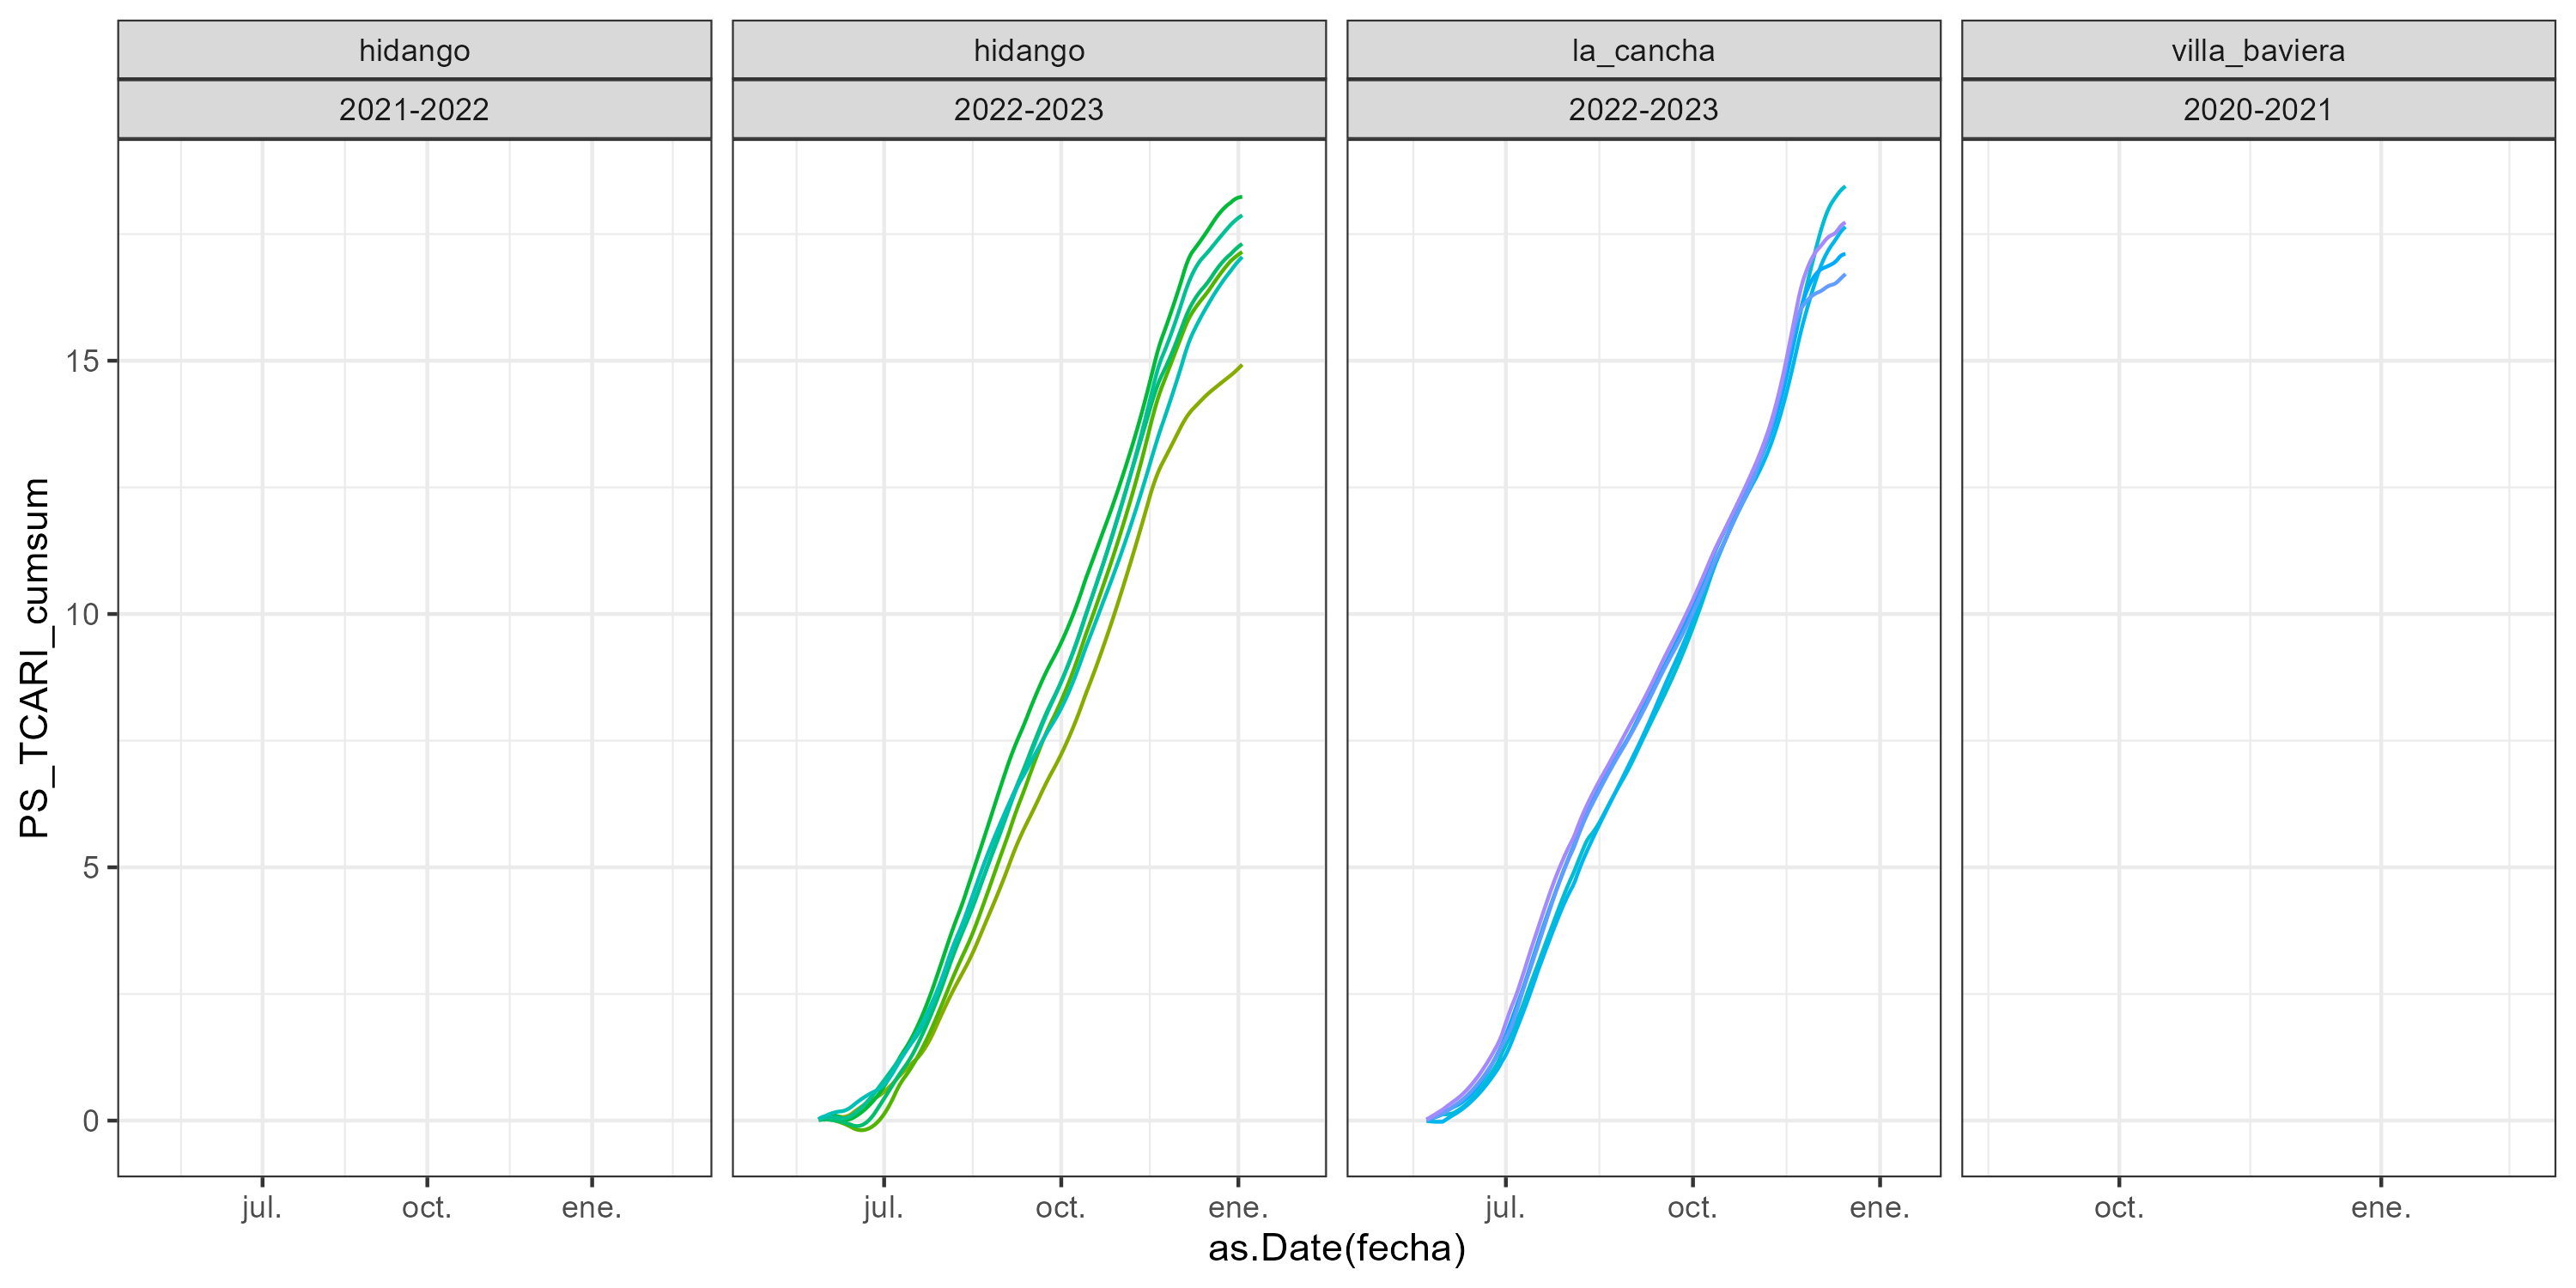 hidango
hidango
la_cancha
villa_baviera
2021-2022
2022-2023
2022-2023
2020-2021
PS_TCARI_cumsum
15
10
5
0
jul.
oct.
ene.
jul.
oct.
ene.
jul.
oct.
ene.
oct.
ene.
as.Date(fecha)